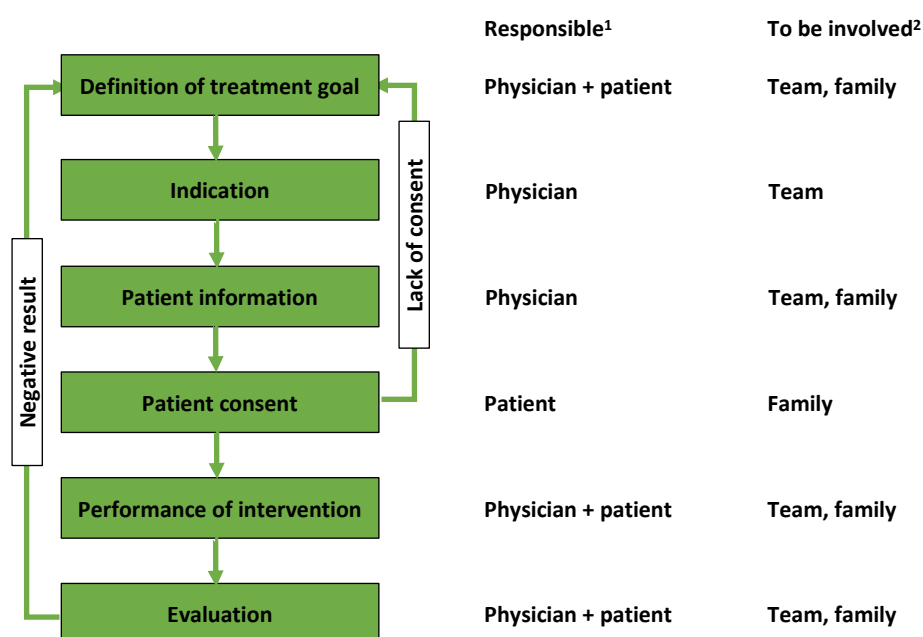 Responsible¹ To be involved²
Definition of treatment goal Physician + patient Team, family
Indication Physician Team
Lack of consent
Patient information Physician Team, family
Negative result
Patient consent Patient Family
Performance of intervention Physician + patient Team, family
Evaluation Physician + patient Team, family